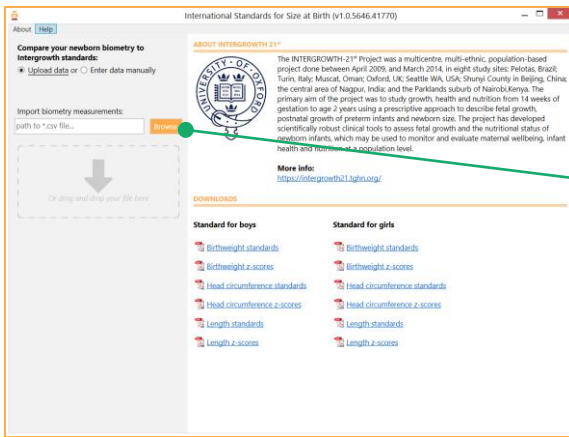 International Standards for Size at Birth (v1.0.5646.41770)
About Help
Compare your newborn biometry to
Intergrowth standards:
Upload data or Enter data manually
Import biometry measurements:
path to *.csv file...
Browse
Or drag and drop your file here
ABOUT INTERGROWTH 21st
UNIVERSITY OF OXFORD
The INTERGROWTH-21st Project was a multicentre, multi-ethnic, population-based
project done between April 2009, and March 2014, in eight study sites: Pelotas, Brazil;
Turin, Italy; Muscat, Oman; Oxford, UK; Seattle WA, USA; Shunyi County in Beijing, China;
the central area of Nagpur, India; and the Parklands suburb of Nairobi,Kenya. The
primary aim of the project was to study growth, health and nutrition from 14 weeks of
gestation to age 2 years using a prescriptive approach to describe fetal growth,
postnatal growth of preterm infants and newborn size. The project has developed
scientifically robust clinical tools to assess fetal growth and the nutritional status of
newborn infants, which may be used to monitor and evaluate maternal wellbeing, infant
health and nutrition at a population level.
More info:
https://intergrowth21.tghn.org/
DOWNLOADS
Standard for boys Standard for girls
Birthweight standards Birthweight standards
Birthweight z-scores Birthweight z-scores
Head circumference standards Head circumference standards
Head circumference z-scores Head circumference z-scores
Length standards Length standards
Length z-scores Length z-scores